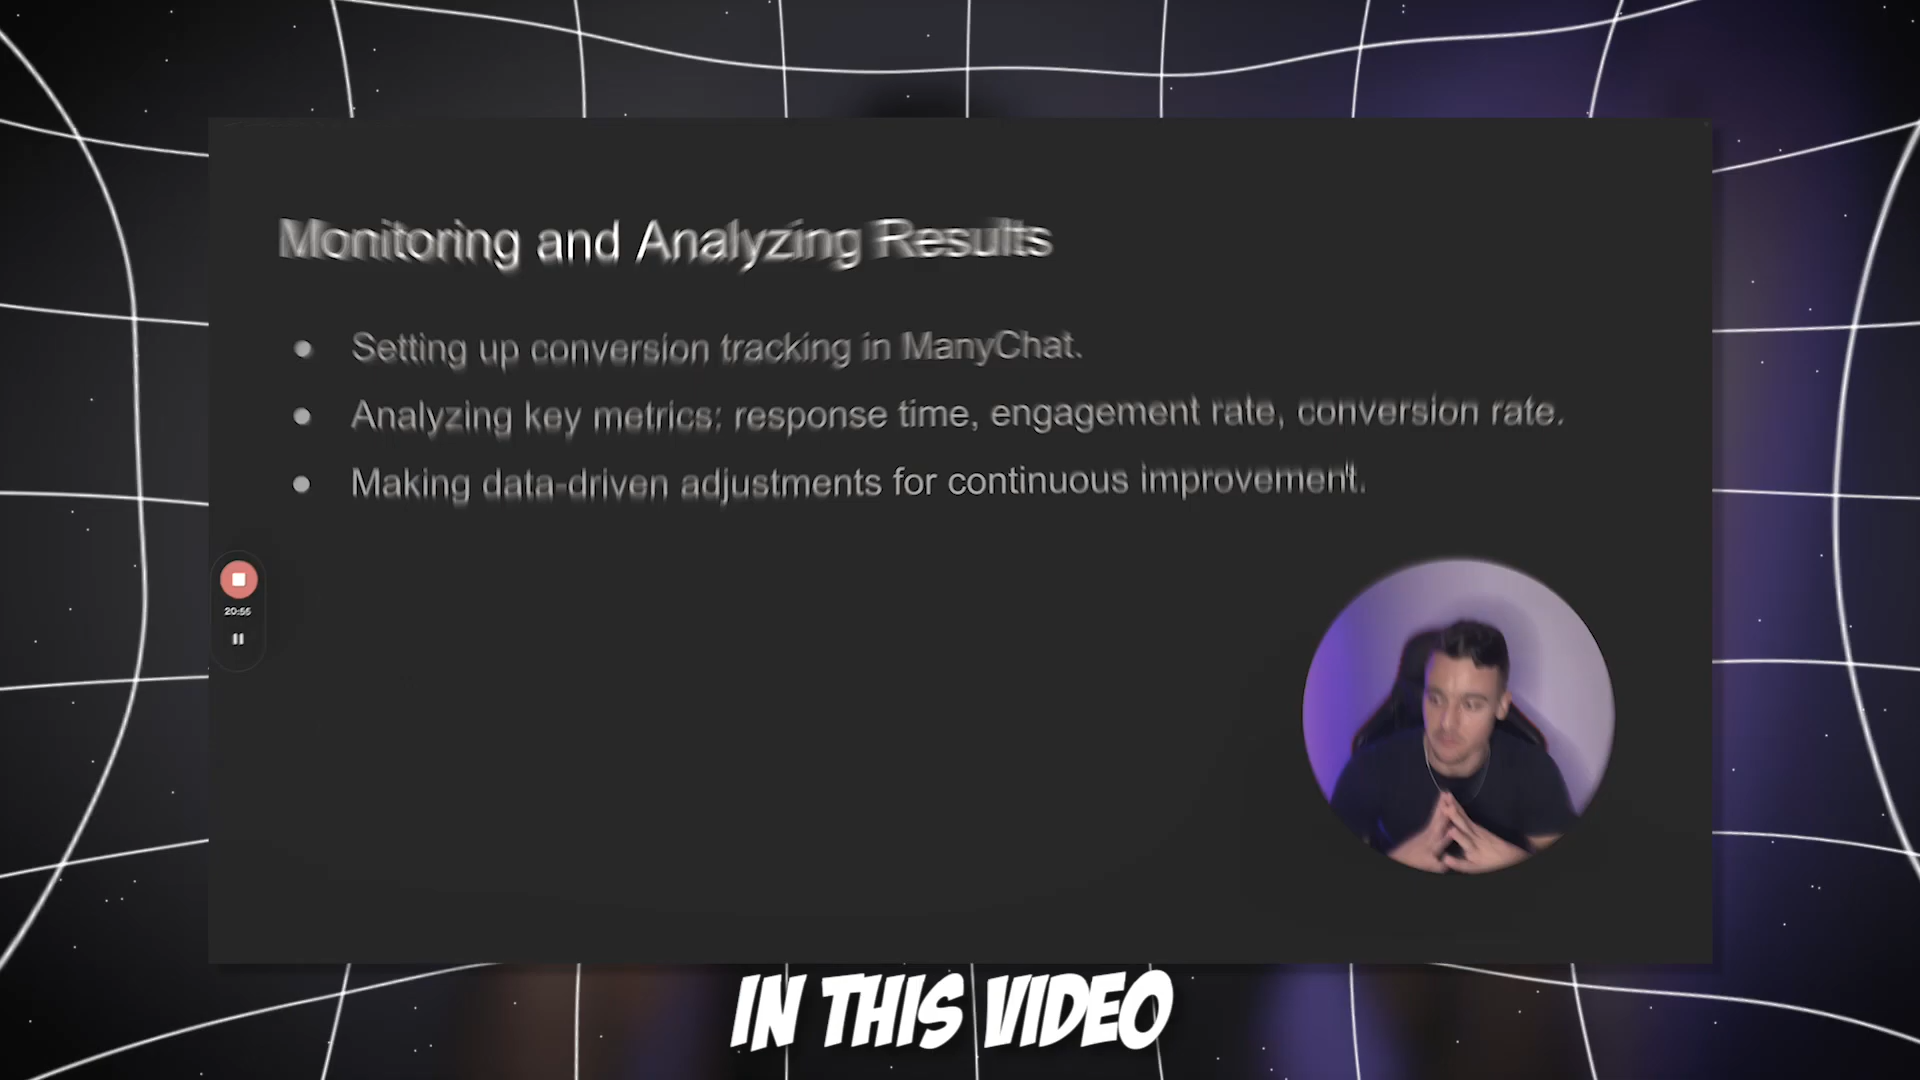 Monitoring and Analyzing Results
● Setting up conversion tracking in ManyChat.
● Analyzing key metrics: response time, engagement rate, conversion rate.
● Making data-driven adjustments for continuous improvement.
20:55
IN THIS VIDEO